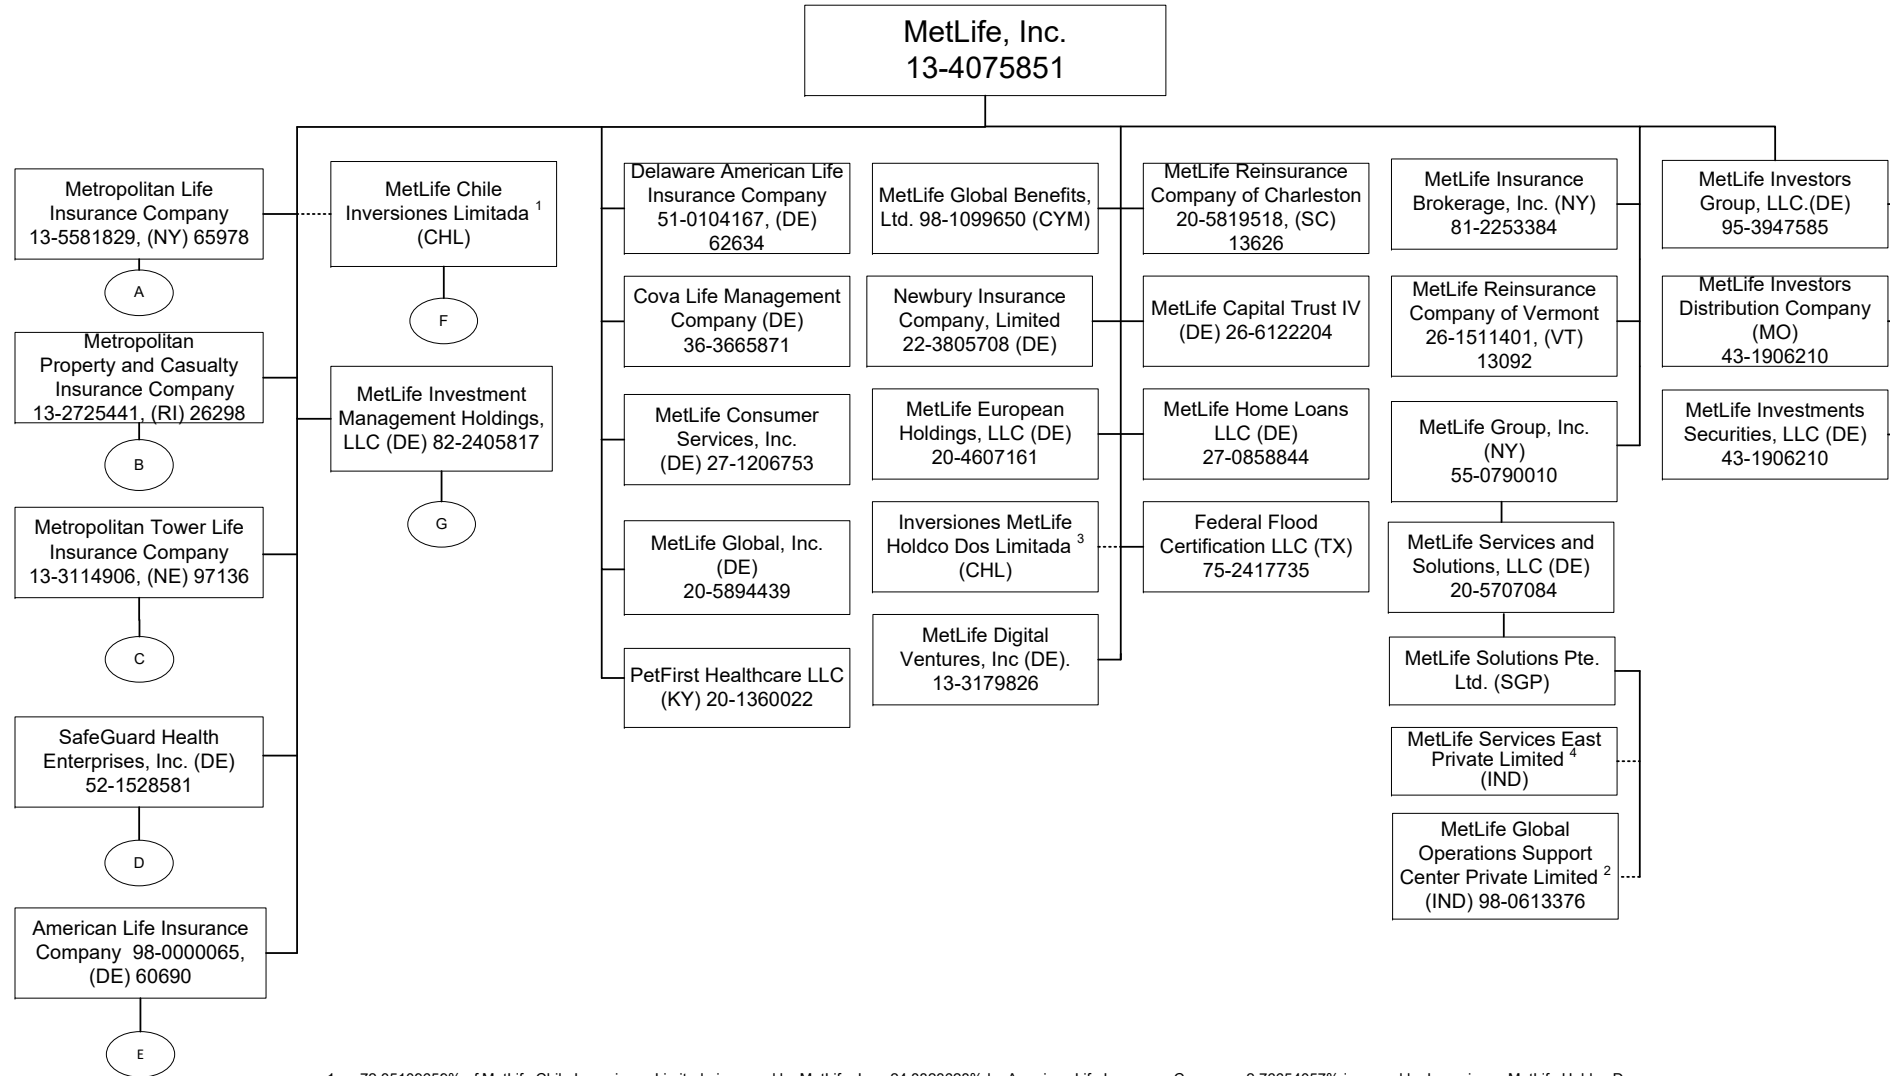 MetLife, Inc.
13-4075851
Metropolitan Life
Insurance Company
13-5581829, (NY) 65978
A
Metropolitan
Property and Casualty
Insurance Company
13-2725441, (RI) 26298
B
Metropolitan Tower Life
Insurance Company
13-3114906, (NE) 97136
C
SafeGuard Health
Enterprises, Inc. (DE)
52-1528581
D
American Life Insurance
Company 98-0000065,
(DE) 60690
E
MetLife Chile
Inversiones Limitada 1
(CHL)
F
MetLife Investment
Management Holdings,
LLC (DE) 82-2405817
G
Delaware American Life
Insurance Company
51-0104167, (DE)
62634
Cova Life Management
Company (DE)
36-3665871
MetLife Consumer
Services, Inc.
(DE) 27-1206753
MetLife Global, Inc.
(DE)
20-5894439
PetFirst Healthcare LLC
(KY) 20-1360022
MetLife Global Benefits,
Ltd. 98-1099650 (CYM)
Newbury Insurance
Company, Limited
22-3805708 (DE)
MetLife European
Holdings, LLC (DE)
20-4607161
Inversiones MetLife
Holdco Dos Limitada 3
(CHL)
MetLife Digital
Ventures, Inc (DE).
13-3179826
MetLife Reinsurance
Company of Charleston
20-5819518, (SC)
13626
MetLife Capital Trust IV
(DE) 26-6122204
MetLife Home Loans
LLC (DE)
27-0858844
Federal Flood
Certification LLC (TX)
75-2417735
MetLife Insurance
Brokerage, Inc. (NY)
81-2253384
MetLife Reinsurance
Company of Vermont
26-1511401, (VT)
13092
MetLife Group, Inc.
(NY)
55-0790010
MetLife Services and
Solutions, LLC (DE)
20-5707084
MetLife Solutions Pte.
Ltd. (SGP)
MetLife Services East
Private Limited 4
(IND)
MetLife Global
Operations Support
Center Private Limited 2
(IND) 98-0613376
MetLife Investors
Group, LLC.(DE)
95-3947585
MetLife Investors
Distribution Company
(MO)
43-1906210
MetLife Investments
Securities, LLC (DE)
43-1906210